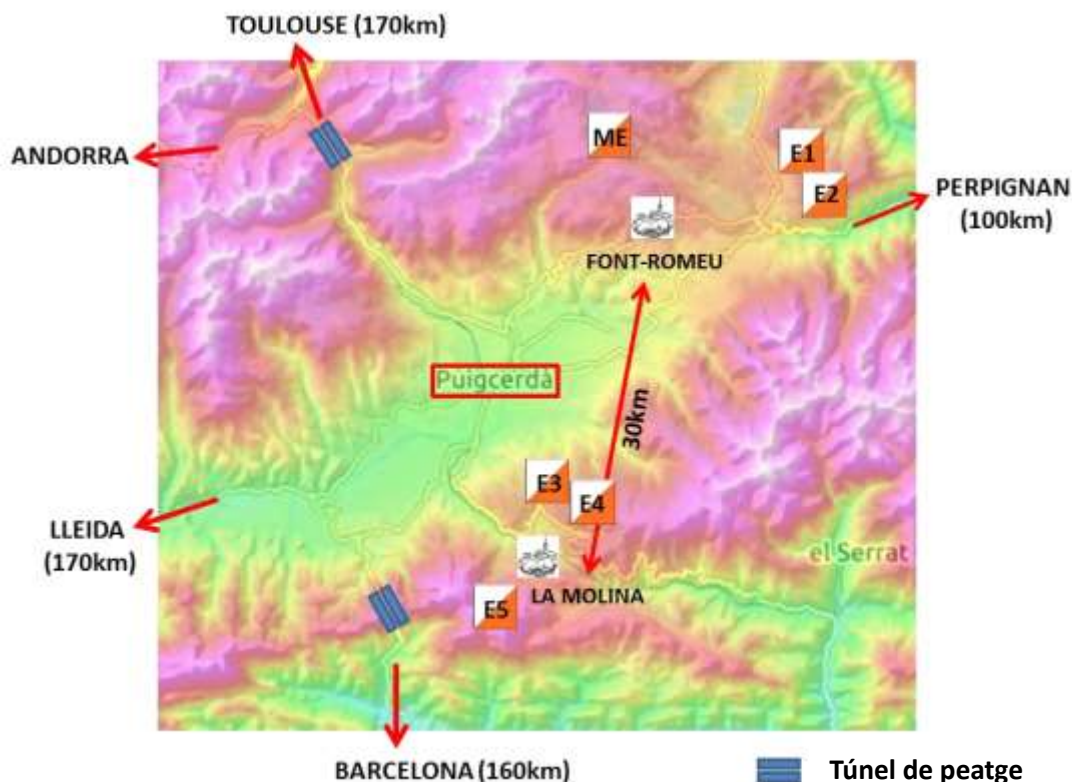 TOULOUSE (170km)
ANDORRA
ME
E1
E2
PERPIGNAN
(100km)
FONT-ROMEU
Puigcerdà
30km
E3
E4
LLEIDA
(170km)
el Serrat
LA MOLINA
E5
BARCELONA (160km)
Túnel de peatge